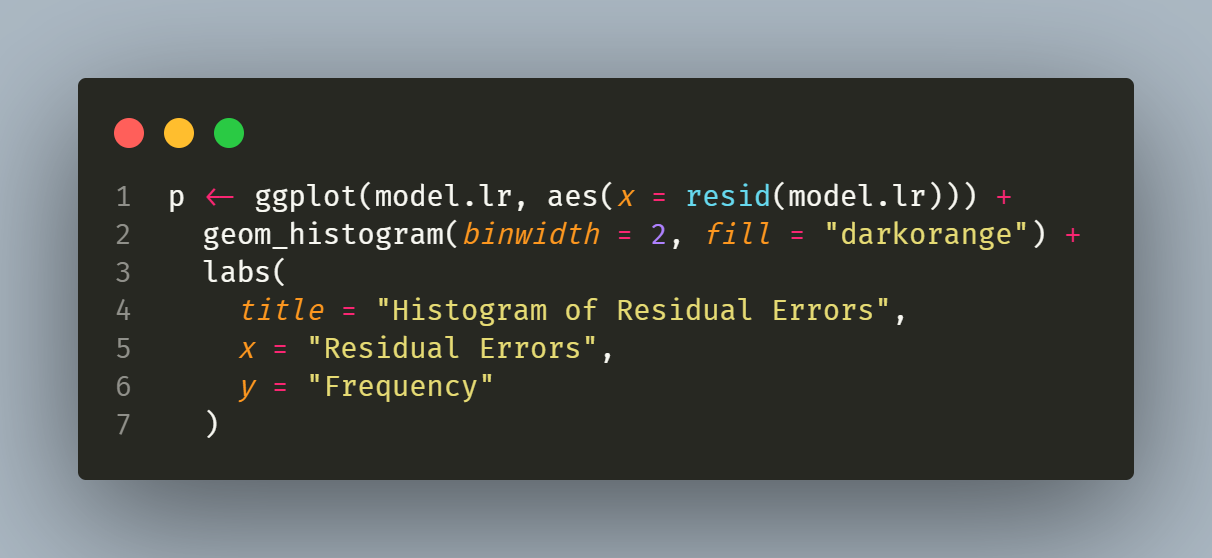 1 p <- ggplot(model.lr, aes(x = resid(model.lr))) +
2   geom_histogram(binwidth = 2, fill = "darkorange") +
3   labs(
4     title = "Histogram of Residual Errors",
5     x = "Residual Errors",
6     y = "Frequency"
7   )